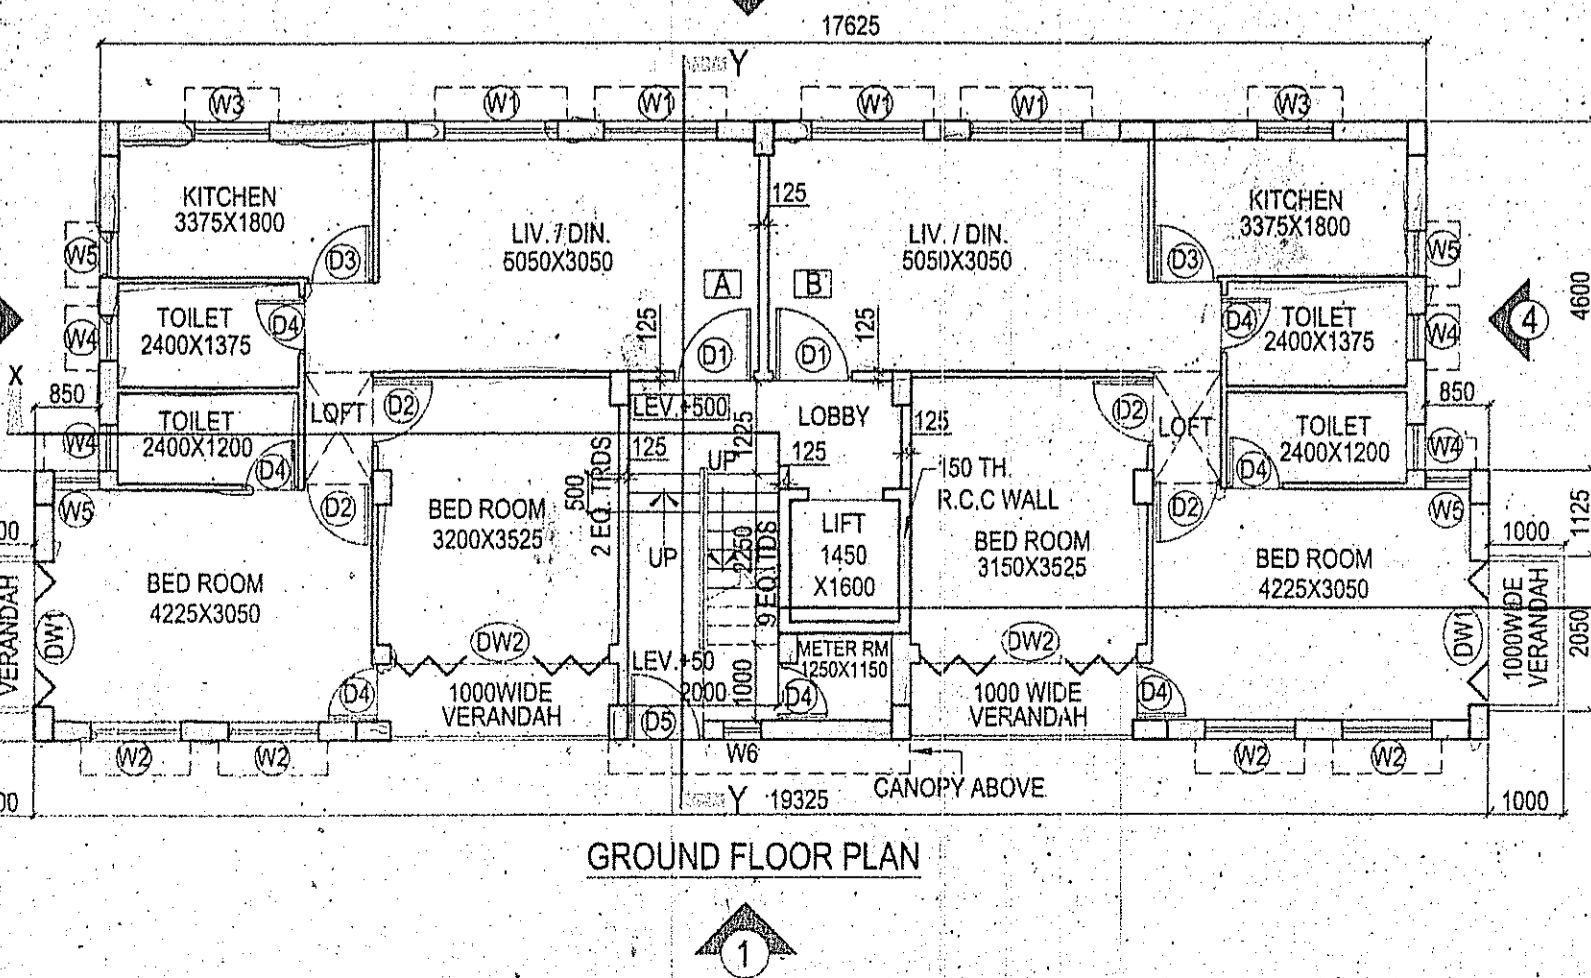 17625
Y
W3
W1
W1
W1
W1
W3
KITCHEN
3375X1800
LIV. / DIN.
5050X3050
125
LIV. / DIN.
5050X3050
KITCHEN
3375X1800
W5
D3
A
B
D3
W5
4600
TOILET
2400X1375
D4
125
D1
D1
125
D4
TOILET
2400X1375
W4
W4
4
X
850
LOFT
D2
LEV.+500
1225
LOBBY
D2
LOFT
850
TOILET
2400X1200
D4
W4
125
UP
125
125
D4
TOILET
2400X1200
W4
150 TH.
R.C.C WALL
W5
D2
BED ROOM
3200X3525
500
2 EQ. TRDS
UP
2250
9 EQ.TDS
LIFT
1450
X1600
BED ROOM
3150X3525
D2
W5
1000
1125
BED ROOM
4225X3050
BED ROOM
4225X3050
00
VERANDAH
DW1
DW2
LEV.+50
METER RM
1250X1150
DW2
DW1
1000WIDE
VERANDAH
2050
D4
1000WIDE
VERANDAH
2000
1000
D4
1000 WIDE
VERANDAH
D4
D5
W2
W2
W6
W2
W2
CANOPY ABOVE
00
Y
19325
1000
GROUND FLOOR PLAN
1